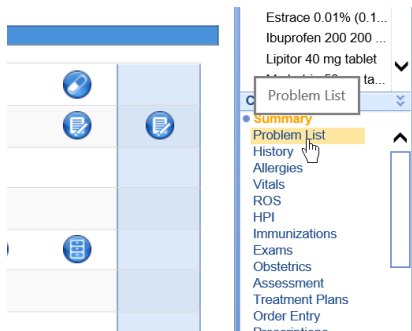 Estrace 0.01% (0.1...
Ibuprofen 200 200 ...
Lipitor 40 mg tablet
ta...
C
Problem List
Summary
Problem List
History
Allergies
Vitals
ROS
HPI
Immunizations
Exams
Obstetrics
Assessment
Treatment Plans
Order Entry